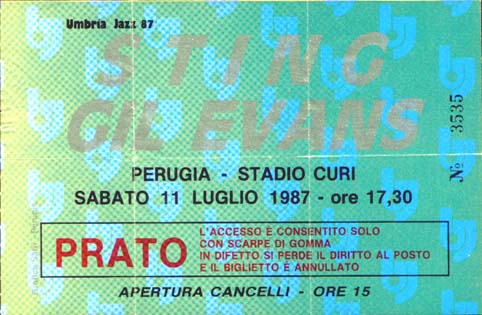 Umbria Jazz 87
STING
GIL EVANS
Nº 3535
PERUGIA - STADIO CURI
SABATO 11 LUGLIO 1987 - ore 17,30
PRATO
L'ACCESSO È CONSENTITO SOLO
CON SCARPE DI GOMMA
IN DIFETTO SI PERDE IL DIRITTO AL POSTO
E IL BIGLIETTO È ANNULLATO
APERTURA CANCELLI - ORE 15